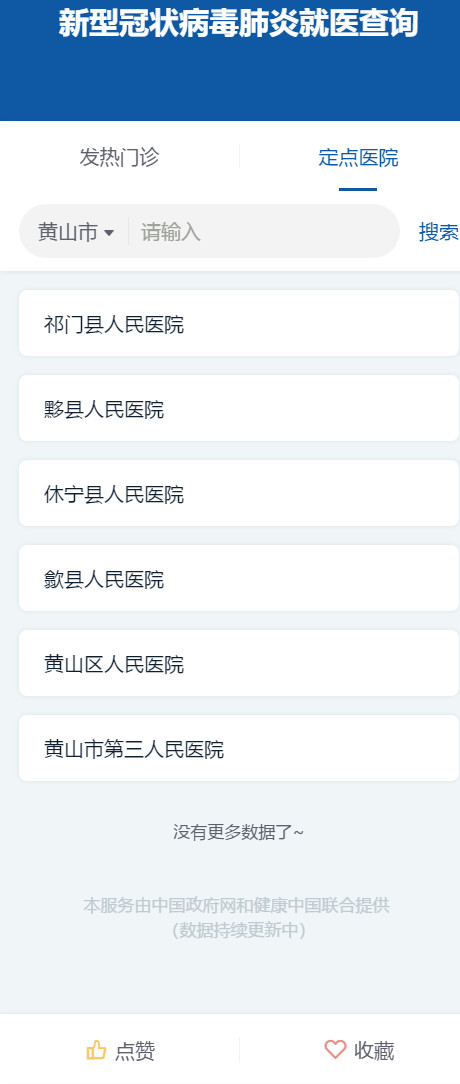 新型冠状病毒肺炎就医查询
发热门诊
定点医院
黄山市 请输入 搜索
祁门县人民医院
黟县人民医院
休宁县人民医院
歙县人民医院
黄山区人民医院
黄山市第三人民医院
没有更多数据了~
本服务由中国政府网和健康中国联合提供
（数据持续更新中）
点赞
收藏